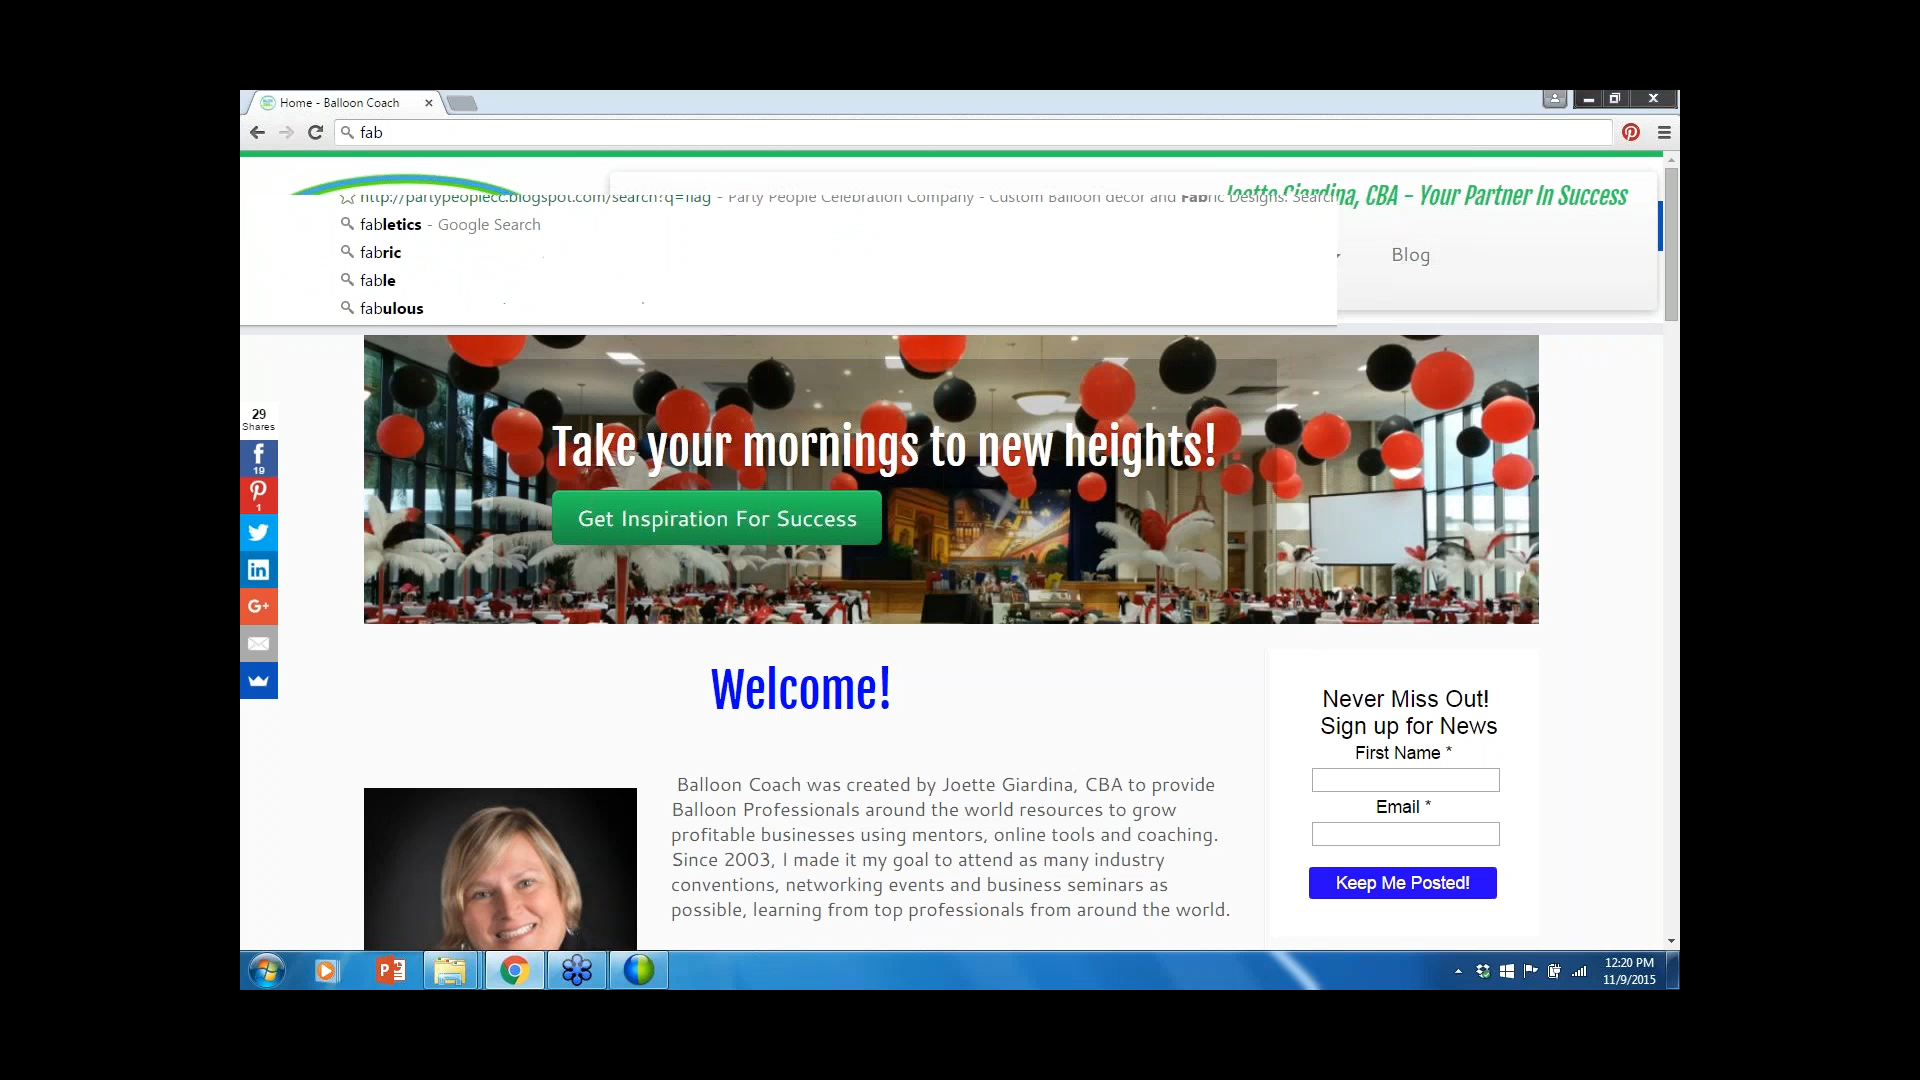 Home - Balloon Coach
fab
http://partypeoplecc.blogspot.com/search?q=flag - Party People Celebration Company - Custom Balloon decor and Fabric Designs: Search
Joette Giardina, CBA – Your Partner In Success
fabletics - Google Search
fabric
Blog
fable
fabulous
Take your mornings to new heights!
Get Inspiration For Success
29
Shares
19
1
G+
Welcome!
Never Miss Out!
Sign up for News
First Name *
Email *
Keep Me Posted!
Balloon Coach was created by Joette Giardina, CBA to provide
Balloon Professionals around the world resources to grow
profitable businesses using mentors, online tools and coaching.
Since 2003, I made it my goal to attend as many industry
conventions, networking events and business seminars as
possible, learning from top professionals from around the world.
12:20 PM
11/9/2015